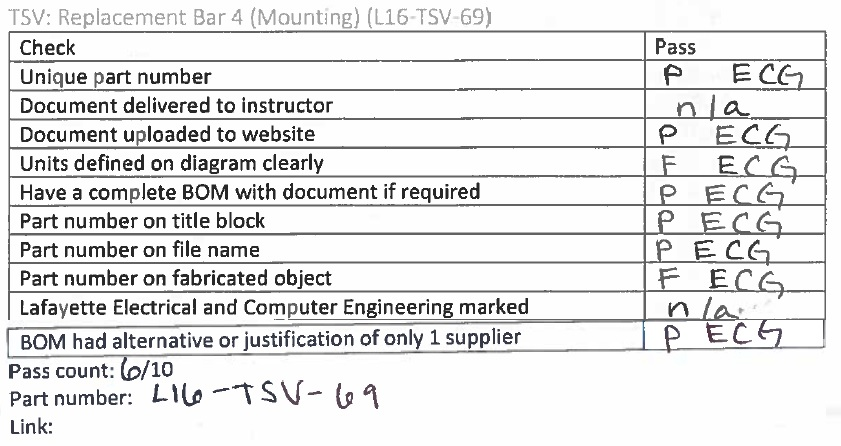 TSV: Replacement Bar 4 (Mounting) (L16-TSV-69)
Check Pass
Unique part number P ECG
Document delivered to instructor n/a
Document uploaded to website P ECG
Units defined on diagram clearly F ECG
Have a complete BOM with document if required P ECG
Part number on title block P ECG
Part number on file name P ECG
Part number on fabricated object F ECG
Lafayette Electrical and Computer Engineering marked n/a
BOM had alternative or justification of only 1 supplier P ECG
Pass count: 6/10
Part number: L16-TSV-69
Link: